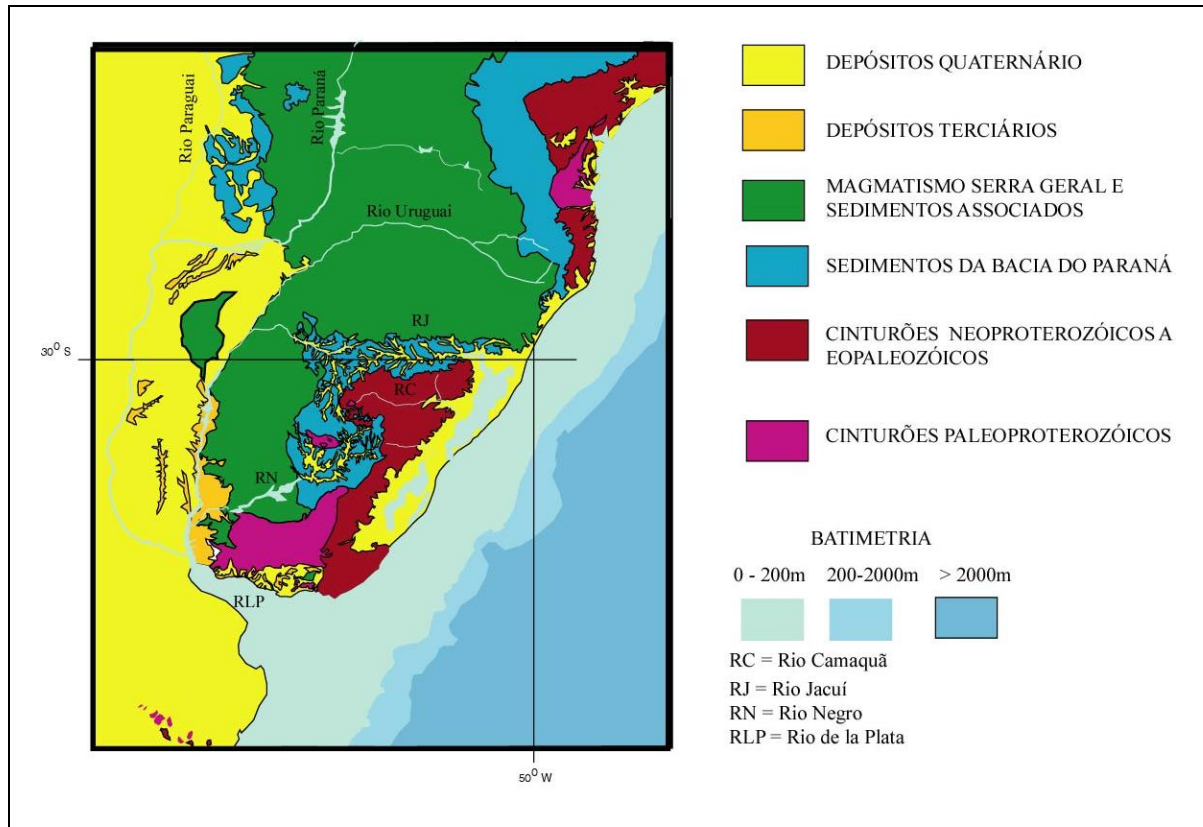 Rio Paraguai
Rio Paraná
Rio Uruguai
RJ
30° S
RC
RN
RLP
50° W
DEPÓSITOS QUATERNÁRIO
DEPÓSITOS TERCIÁRIOS
MAGMATISMO SERRA GERAL E
SEDIMENTOS ASSOCIADOS
SEDIMENTOS DA BACIA DO PARANÁ
CINTURÕES NEOPROTEROZÓICOS A
EOPALEOZÓICOS
CINTURÕES PALEOPROTEROZÓICOS
BATIMETRIA
0 - 200m 200-2000m > 2000m
RC = Rio Camaquã
RJ = Rio Jacuí
RN = Rio Negro
RLP = Rio de la Plata